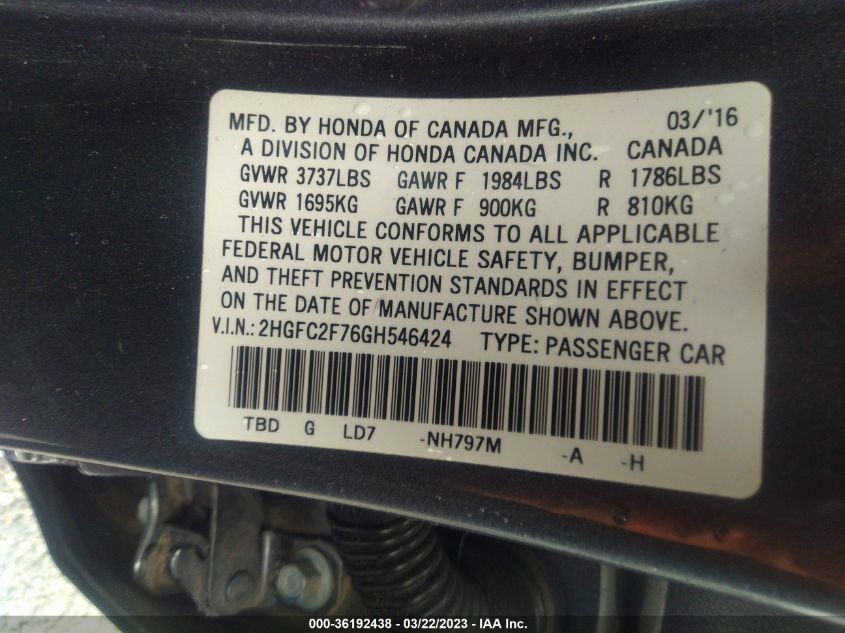 MFD. BY HONDA OF CANADA MFG., 03/'16
A DIVISION OF HONDA CANADA INC. CANADA
GVWR 3737LBS GAWR F 1984LBS R 1786LBS
GVWR 1695KG GAWR F 900KG R 810KG
THIS VEHICLE CONFORMS TO ALL APPLICABLE
FEDERAL MOTOR VEHICLE SAFETY, BUMPER,
AND THEFT PREVENTION STANDARDS IN EFFECT
ON THE DATE OF MANUFACTURE SHOWN ABOVE.
V.I.N.: 2HGFC2F76GH546424 TYPE: PASSENGER CAR
TBD G LD7 -NH797M -A -H
000-36192438 - 03/22/2023 - IAA Inc.